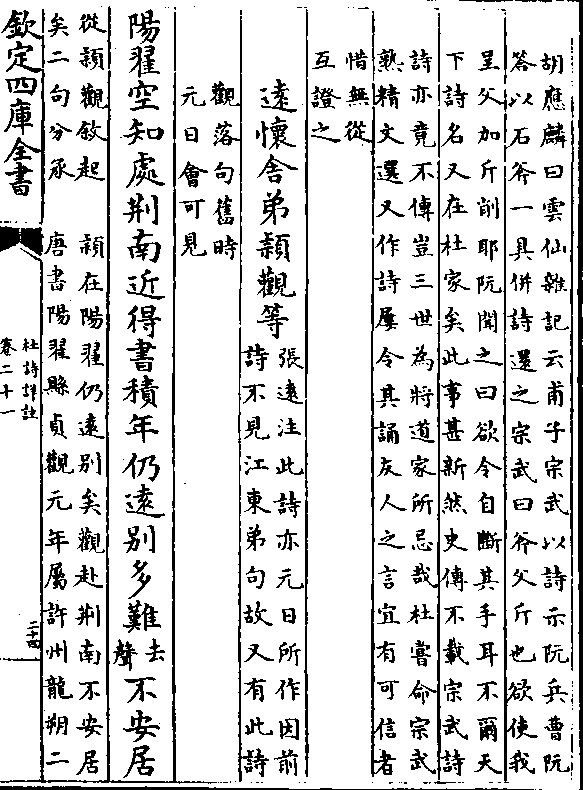 胡應麟曰雲仙雜記云甫子宗武以詩示阮兵曹阮
答以石斧一具併詩還之宗武曰斧父斤也欲使我
呈父加斤削耶阮聞之曰欲令自斷其手耳不爾天
下詩名又在杜家矣此事甚新然史傳不載宗武詩
詩亦竟不傳豈三世為將道家所忌哉杜嘗命宗武
熟精文選又作詩屢令其誦友人之言宜有可信者
惜無從
互證之
遠懷舍弟穎觀等
張遠注此詩亦元日所作因前
詩不見江東弟句故又有此詩
觀落句舊時
元日會可見
陽翟空知處荆南近得書積年仍遠別多難去聲不安居
從穎觀敘起　穎在陽翟仍遠別矣觀赴荆南不安居
矣二句分承　唐書陽翟縣貞觀元年屬許州龍朔二
欽定四庫全書
杜詩詳註
卷二十一
二十四